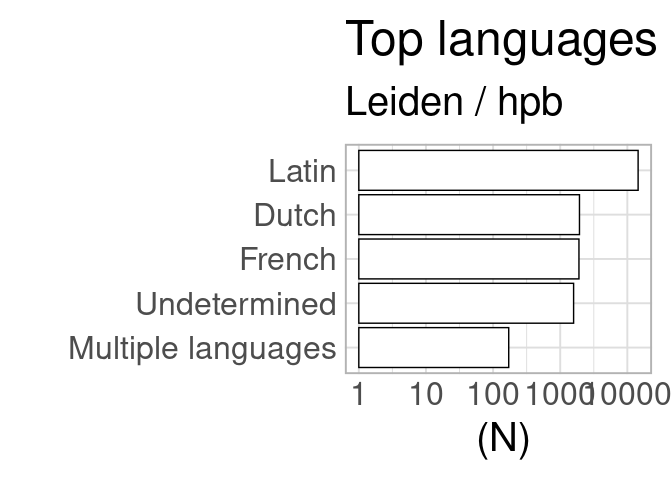 Top languages
Leiden / hpb
Latin
Dutch
French
Undetermined
Multiple languages
1 10 100 1000 10000
(N)